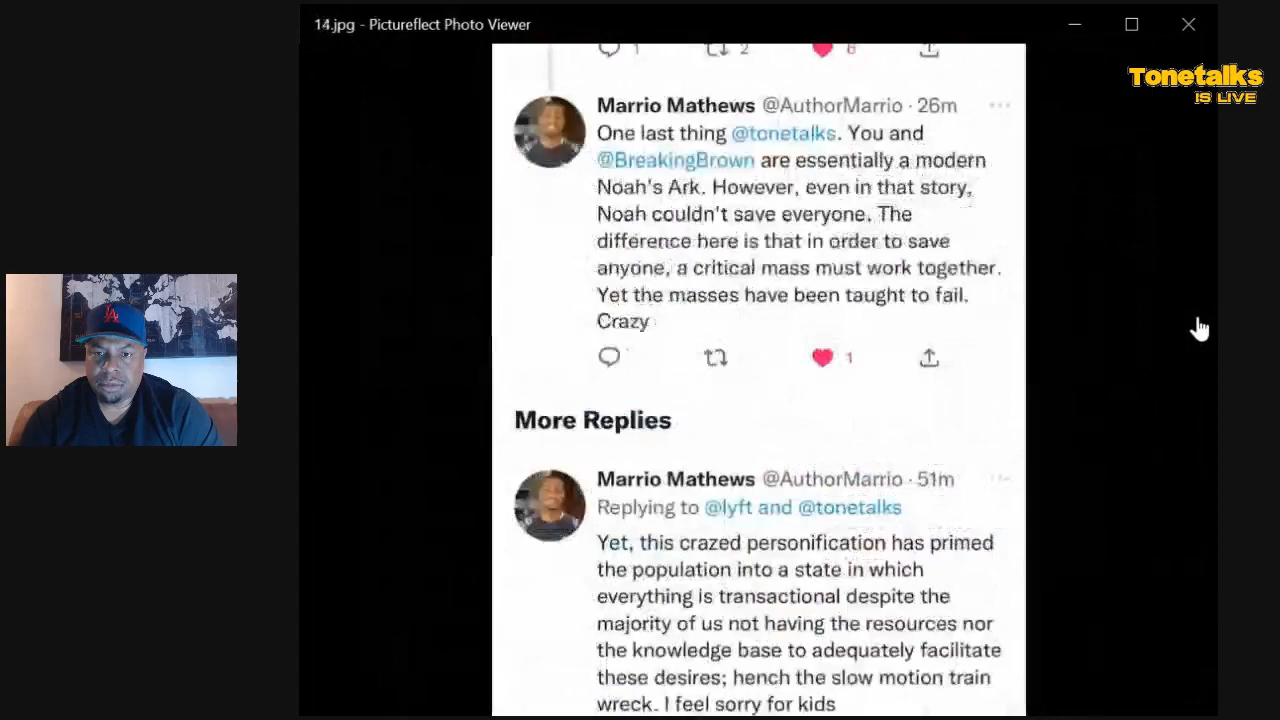 14.jpg - Pictureflect Photo Viewer
Tonetalks
IS LIVE
1 2 6
Marrio Mathews @AuthorMarrio · 26m
One last thing @tonetalks. You and
@BreakingBrown are essentially a modern
Noah's Ark. However, even in that story,
Noah couldn't save everyone. The
difference here is that in order to save
anyone, a critical mass must work together.
Yet the masses have been taught to fail.
Crazy
1
More Replies
Marrio Mathews @AuthorMarrio · 51m
Replying to @lyft and @tonetalks
Yet, this crazed personification has primed
the population into a state in which
everything is transactional despite the
majority of us not having the resources nor
the knowledge base to adequately facilitate
these desires; hench the slow motion train
wreck. I feel sorry for kids